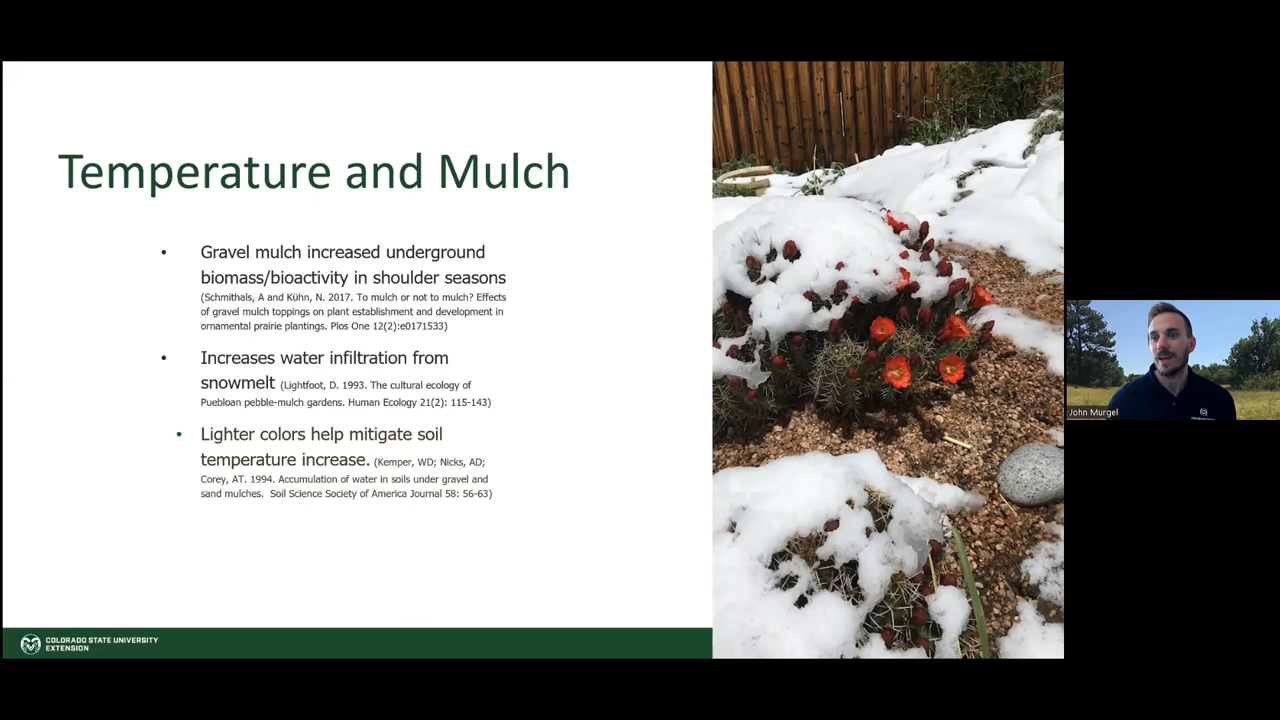 Temperature and Mulch
• Gravel mulch increased underground
biomass/bioactivity in shoulder seasons
(Schmithals, A and Kühn, N. 2017. To mulch or not to mulch? Effects
of gravel mulch toppings on plant establishment and development in
ornamental prairie plantings. Plos One 12(2):e0171533)
• Increases water infiltration from
snowmelt (Lightfoot, D. 1993. The cultural ecology of
Puebloan pebble-mulch gardens. Human Ecology 21(2): 115-143)
• Lighter colors help mitigate soil
temperature increase. (Kemper, WD; Nicks, AD;
Corey, AT. 1994. Accumulation of water in soils under gravel and
sand mulches. Soil Science Society of America Journal 58: 56-63)
COLORADO STATE UNIVERSITY
EXTENSION
John Murgel